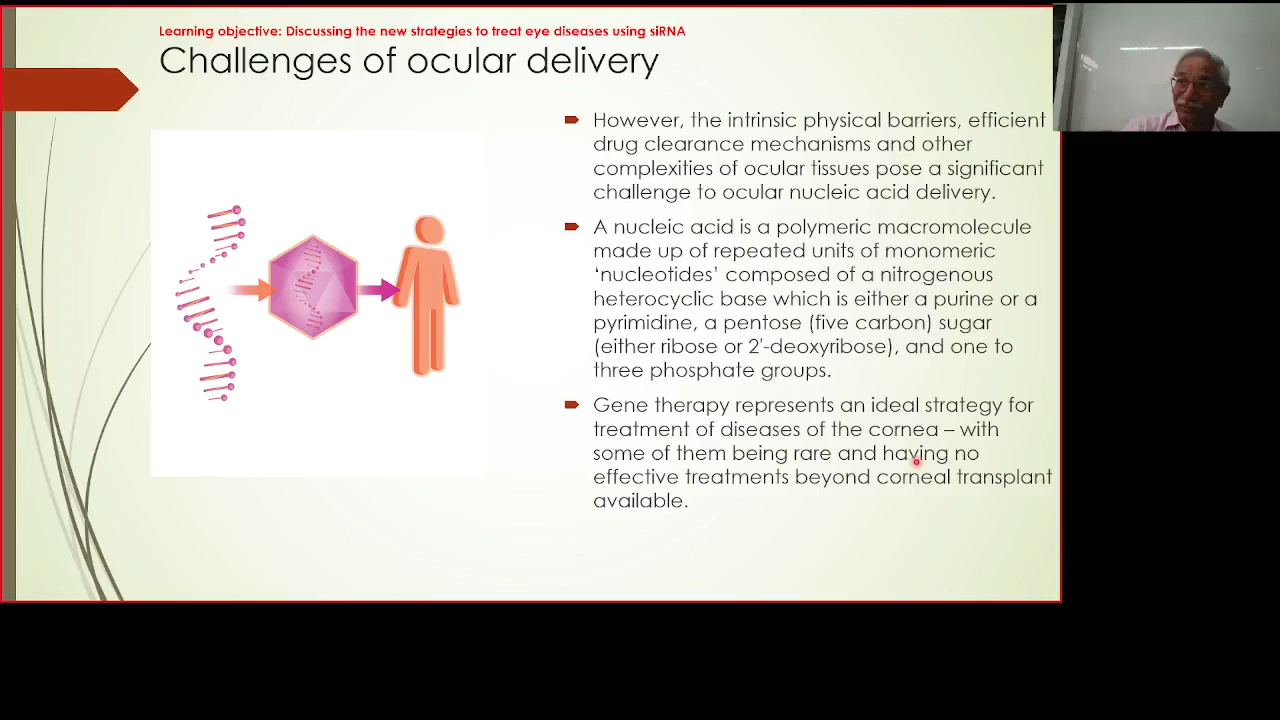 Learning objective: Discussing the new strategies to treat eye diseases using siRNA
Challenges of ocular delivery
However, the intrinsic physical barriers, efficient
drug clearance mechanisms and other
complexities of ocular tissues pose a significant
challenge to ocular nucleic acid delivery.
A nucleic acid is a polymeric macromolecule
made up of repeated units of monomeric
‘nucleotides’ composed of a nitrogenous
heterocyclic base which is either a purine or a
pyrimidine, a pentose (five carbon) sugar
(either ribose or 2′-deoxyribose), and one to
three phosphate groups.
Gene therapy represents an ideal strategy for
treatment of diseases of the cornea – with
some of them being rare and having no
effective treatments beyond corneal transplant
available.